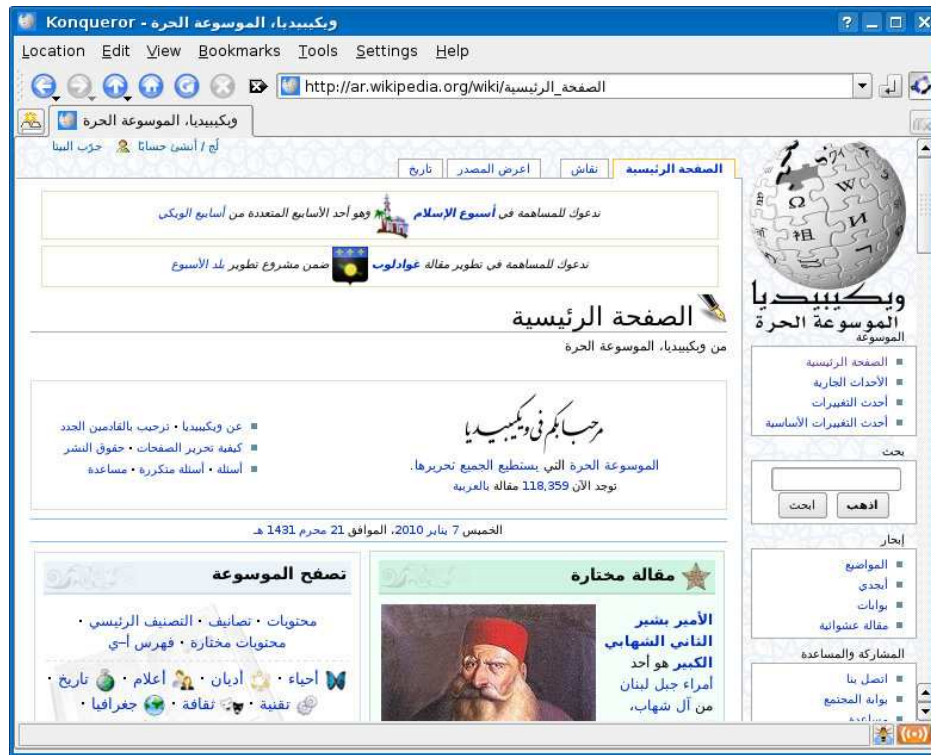 ويكيبيديا، الموسوعة الحرة - Konqueror
Location Edit View Bookmarks Tools Settings Help
http://ar.wikipedia.org/wiki/الصفحة_الرئيسية
ويكيبيديا، الموسوعة الحرة
لُج / أنشئ حسابًا جرّب البيتا
الصفحة الرئيسية نقاش اعرض المصدر تاريخ
ندعوك للمساهمة في أسبوع الإسلام وهو أحد الأسابيع المتعددة من أسابيع الويكي
ندعوك للمساهمة في تطوير مقالة غوادلوب ضمن مشروع تطوير بلد الأسبوع
ويكيبيديا
الموسوعة الحرة
الصفحة الرئيسية
من ويكيبيديا، الموسوعة الحرة
مرحبا بكم في ويكيبيديا
الموسوعة الحرة التي يستطيع الجميع تحريرها.
توجد الآن 118,359 مقالة بالعربية
عن ويكيبيديا · ترحيب بالقادمين الجدد
كيفية تحرير الصفحات · حقوق النشر
أسئلة · أسئلة متكررة · مساعدة
الخميس 7 يناير 2010، الموافق 21 محرم 1431 هـ
مقالة مختارة
الأمير بشير
الثاني الشهابي
الكبير هو أحد
أمراء جبل لبنان
من آل شهاب،
تصفح الموسوعة
محتويات · تصانيف · التصنيف الرئيسي ·
محتويات مختارة · فهرس أ–ي
أحياء · أديان · أعلام · تاريخ ·
تقنية · ثقافة · جغرافيا ·
الموسوعة
الصفحة الرئيسية
الأحداث الجارية
أحدث التغييرات
أحدث التغييرات الأساسية
بحث
اذهب ابحث
إبحار
المواضيع
أبجدي
بوابات
مقالة عشوائية
المشاركة والمساعدة
اتصل بنا
بوابة المجتمع
مساعدة